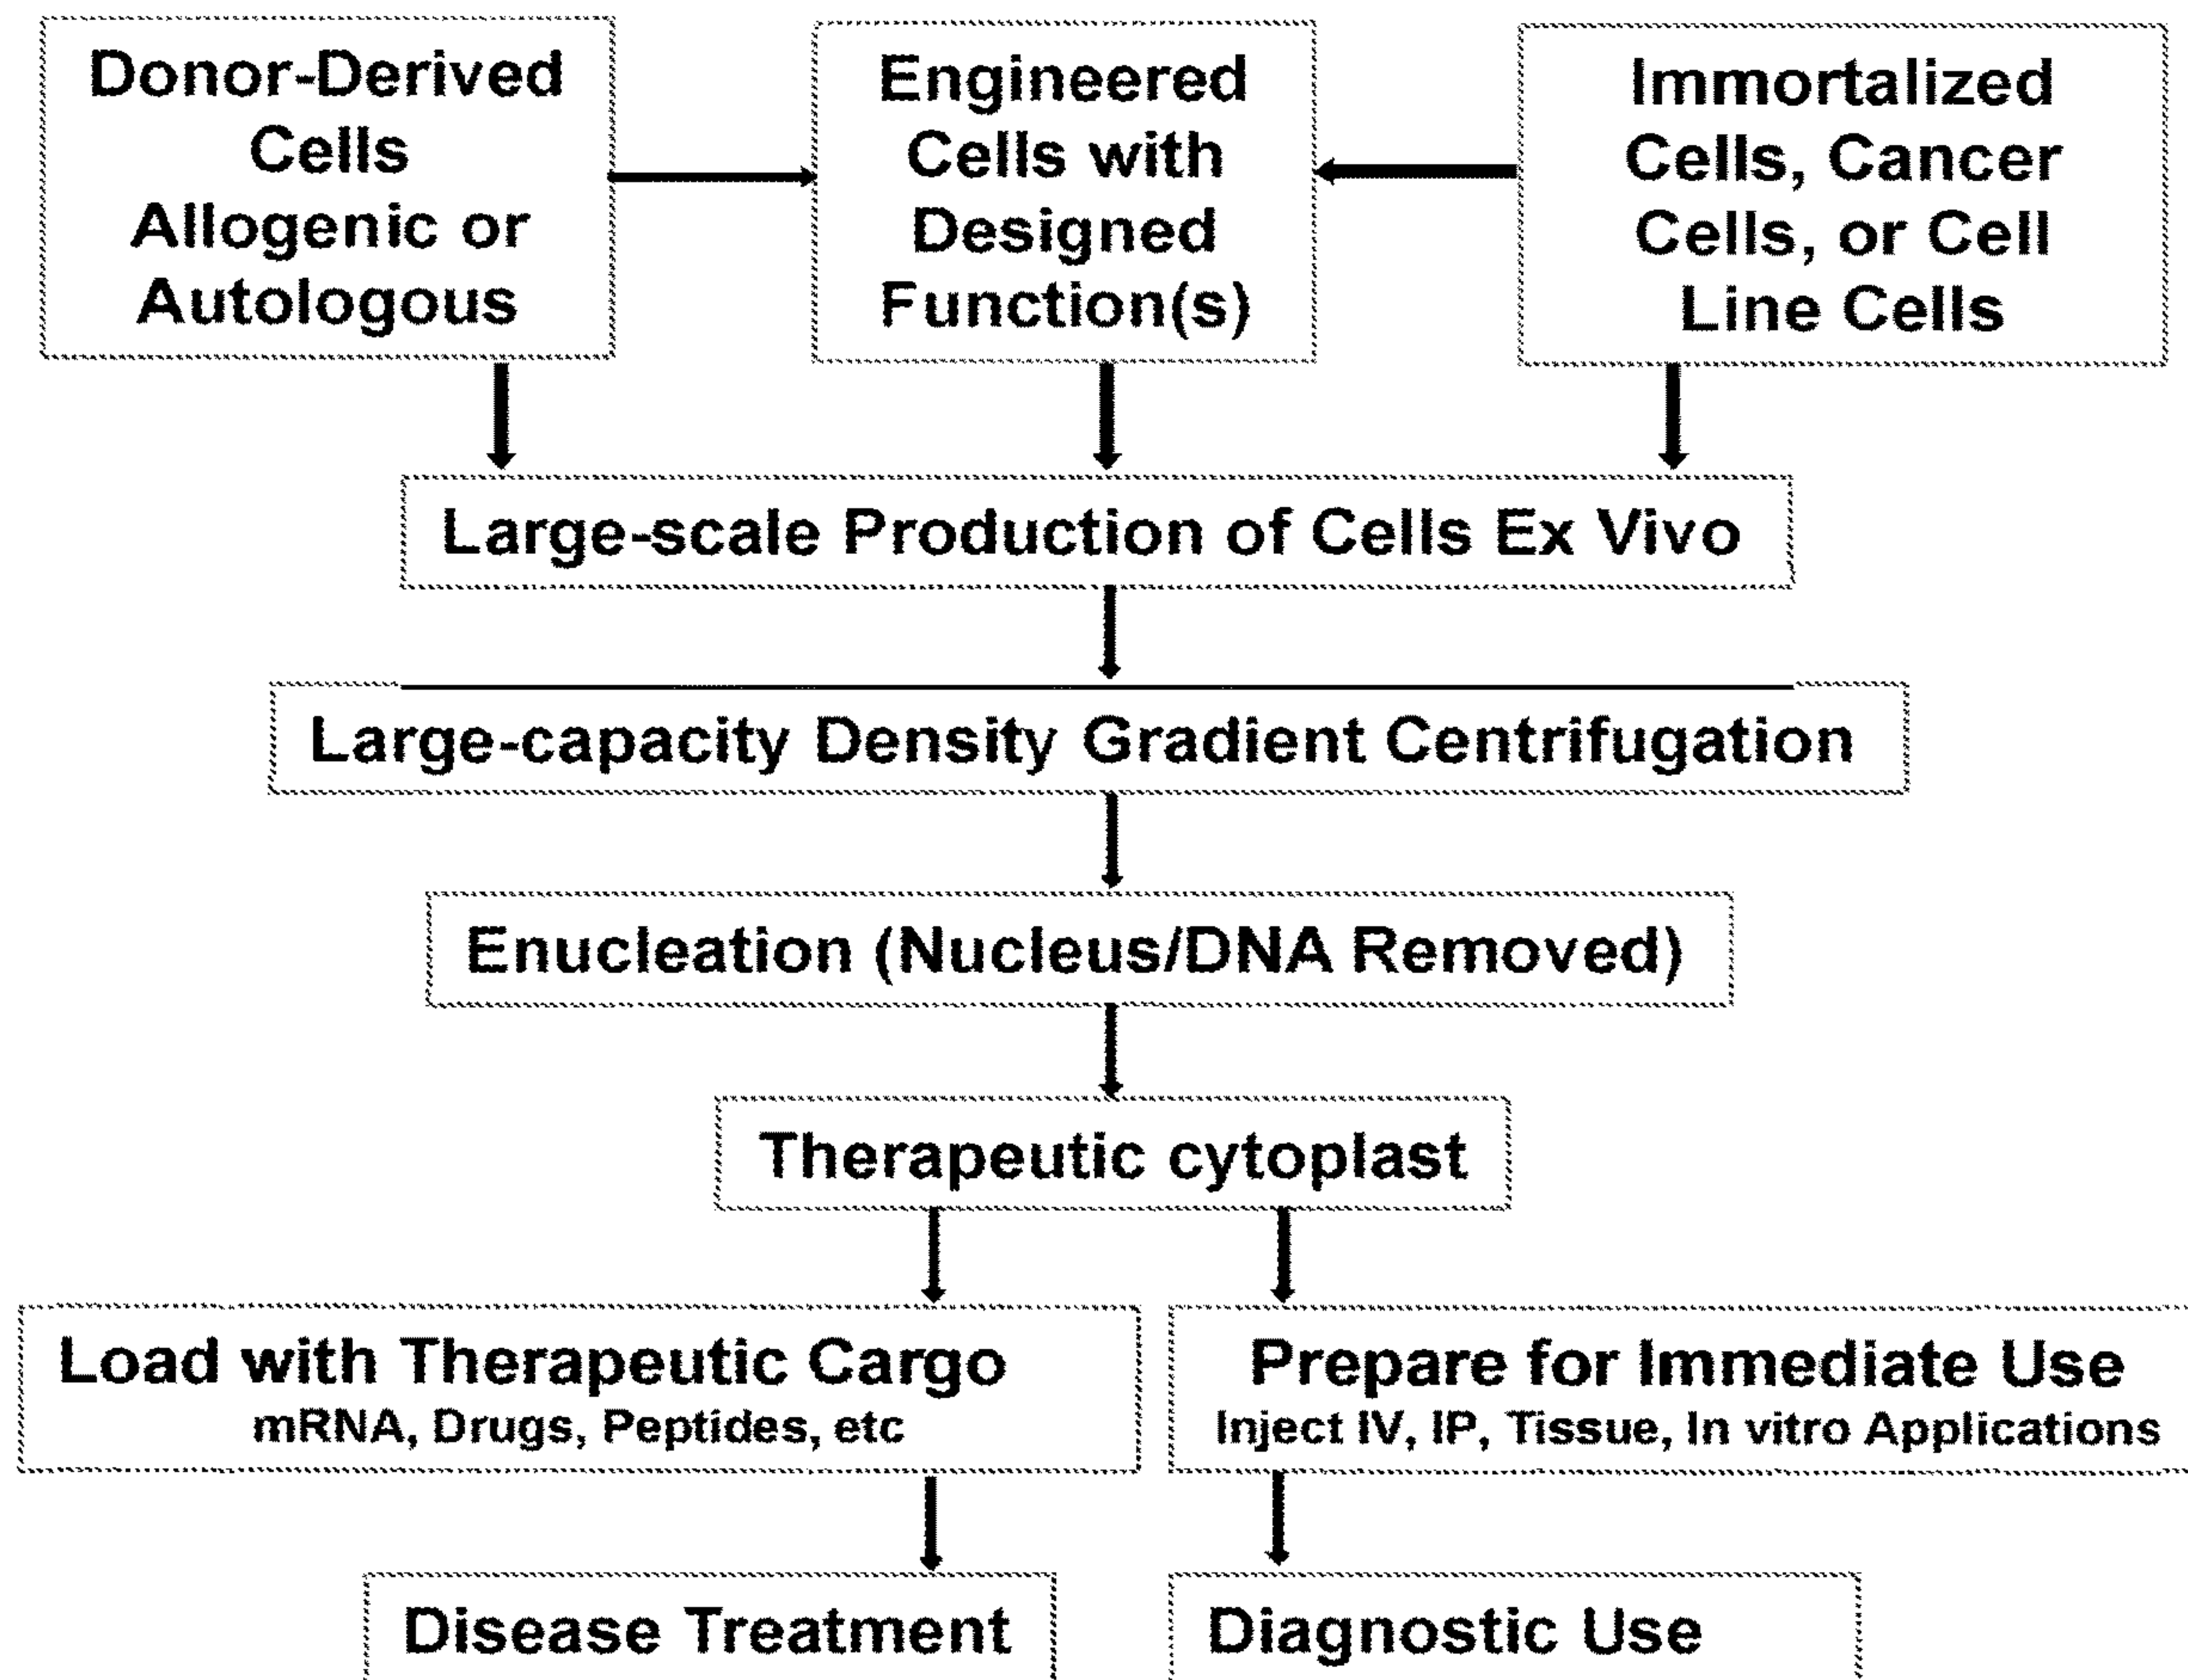 Donor-Derived
Cells
Allogenic or
Autologous
Engineered
Cells with
Designed
Function(s)
Immortalized
Cells, Cancer
Cells, or Cell
Line Cells
Large-scale Production of Cells Ex Vivo
Large-capacity Density Gradient Centrifugation
Enucleation (Nucleus/DNA Removed)
Therapeutic cytoplast
Load with Therapeutic Cargo
mRNA, Drugs, Peptides, etc
Prepare for Immediate Use
Inject IV, IP, Tissue, In vitro Applications
Disease Treatment
Diagnostic Use